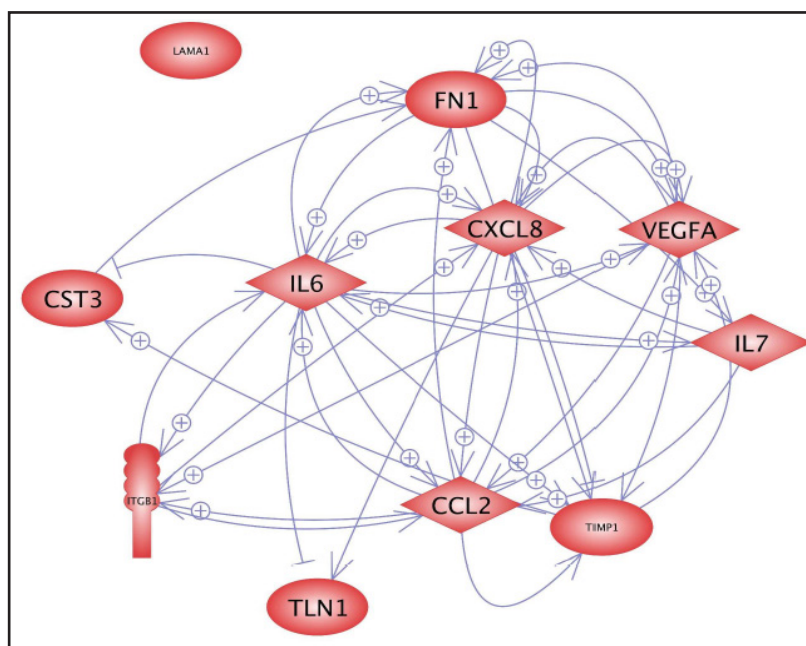 LAMA1
FN1
CXCL8
VEGFA
CST3
IL6
IL7
ITGB1
CCL2
TIMP1
TLN1